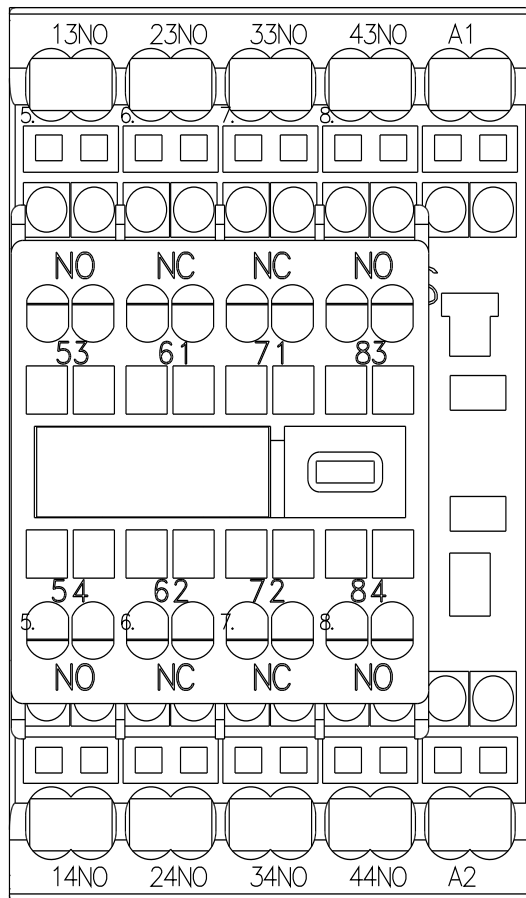 13NO 23NO 33NO 43NO A1
5. 6. 7. 8.
NO NC NC NO
53 61 71 83
54 62 72 84
5. 6. 7. 8.
NO NC NC NO
14NO 24NO 34NO 44NO A2